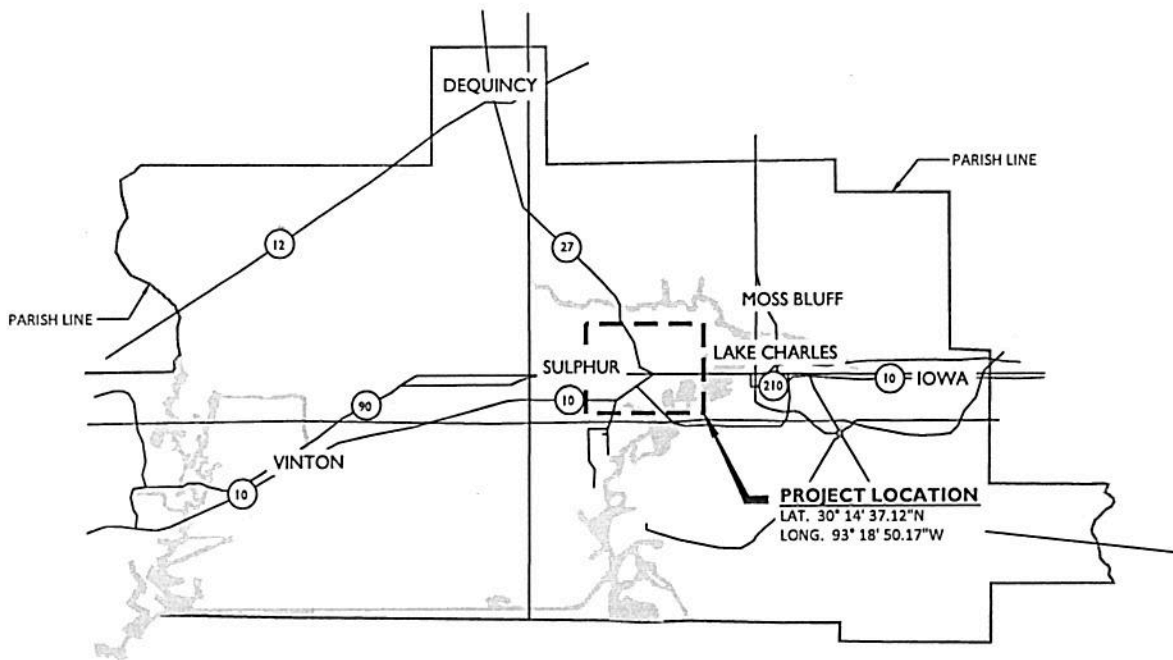 DEQUINCY
PARISH LINE
12
27
MOSS BLUFF
PARISH LINE
LAKE CHARLES
SULPHUR
210
10
IOWA
90
10
VINTON
10
PROJECT LOCATION
LAT. 30° 14' 37.12"N
LONG. 93° 18' 50.17"W